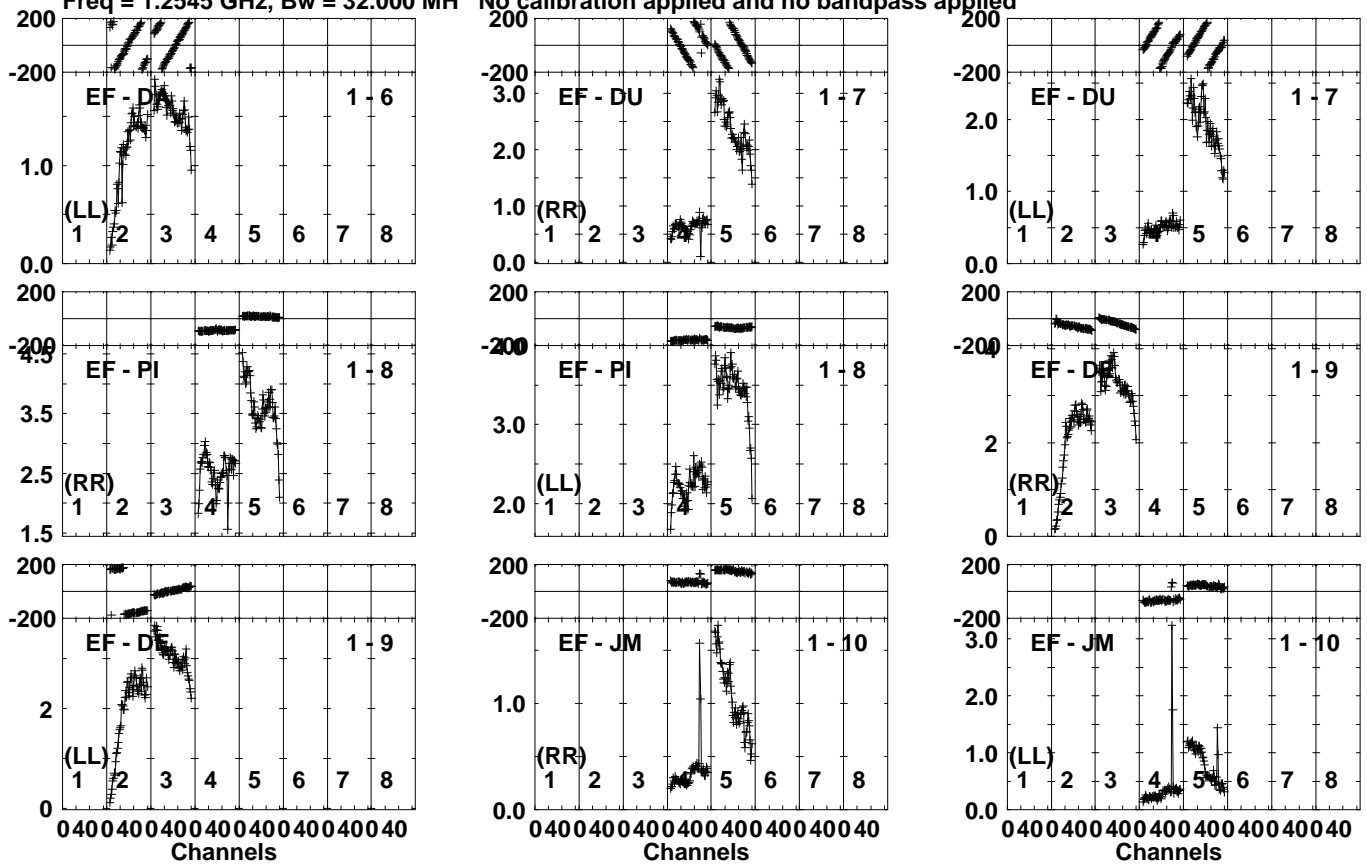 Freq = 1.2545 GHz, Bw = 32.000 MH No calibration applied and no bandpass applied
200 200 200
-200 -200 -200
EF - DA 1 - 6 EF - DU 1 - 7 EF - DU 1 - 7
3.0
2.0
2.0
1.0
1.0 1.0
(LL) (RR) (LL)
1 2 3 4 5 6 7 8 1 2 3 4 5 6 7 8 1 2 3 4 5 6 7 8
0.0 0.0 0.0
200 200 200
-200 -200 -200
4.5 4.0 4
EF - PI 1 - 8 EF - PI 1 - 8 1 - 9
3.5
3.0
2
2.5
(RR) (LL) (RR)
1 2 3 4 5 6 7 8 1 2 3 4 5 6 7 8 1 2 3 4 5 6 7 8
2.0
1.5 0
200 200 200
-200 -200 -200
1 - 9 EF - JM 1 - 10 EF - JM 1 - 10
3.0
2 1.0 2.0
1.0
(LL) (RR) (LL)
1 2 3 4 5 6 7 8 1 2 3 4 5 6 7 8 1 2 3 4 5 6 7 8
0 0.0 0.0
0 40 0 40 0 40 0 40 0 40 0 40 0 40 0 40 0 40 0 40 0 40 0 40 0 40 0 40 0 40 0 40 0 40 0 40 0 40 0 40 0 40 0 40 0 40 0 40
Channels Channels Channels